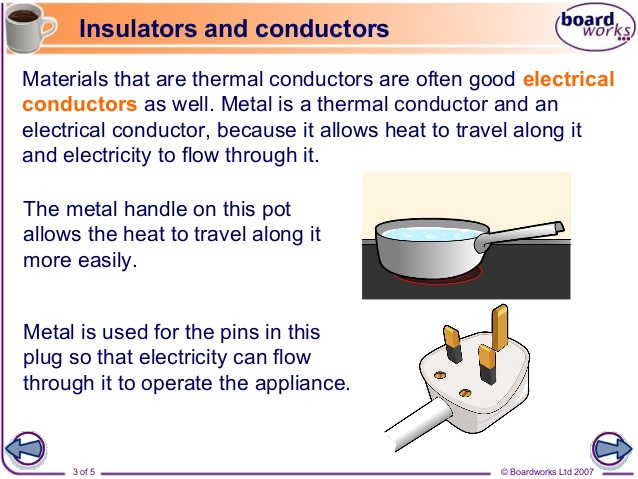 Insulators and conductors
board
works
Materials that are thermal conductors are often good electrical
conductors as well. Metal is a thermal conductor and an
electrical conductor, because it allows heat to travel along it
and electricity to flow through it.
The metal handle on this pot
allows the heat to travel along it
more easily.
Metal is used for the pins in this
plug so that electricity can flow
through it to operate the appliance.
3 of 5
© Boardworks Ltd 2007